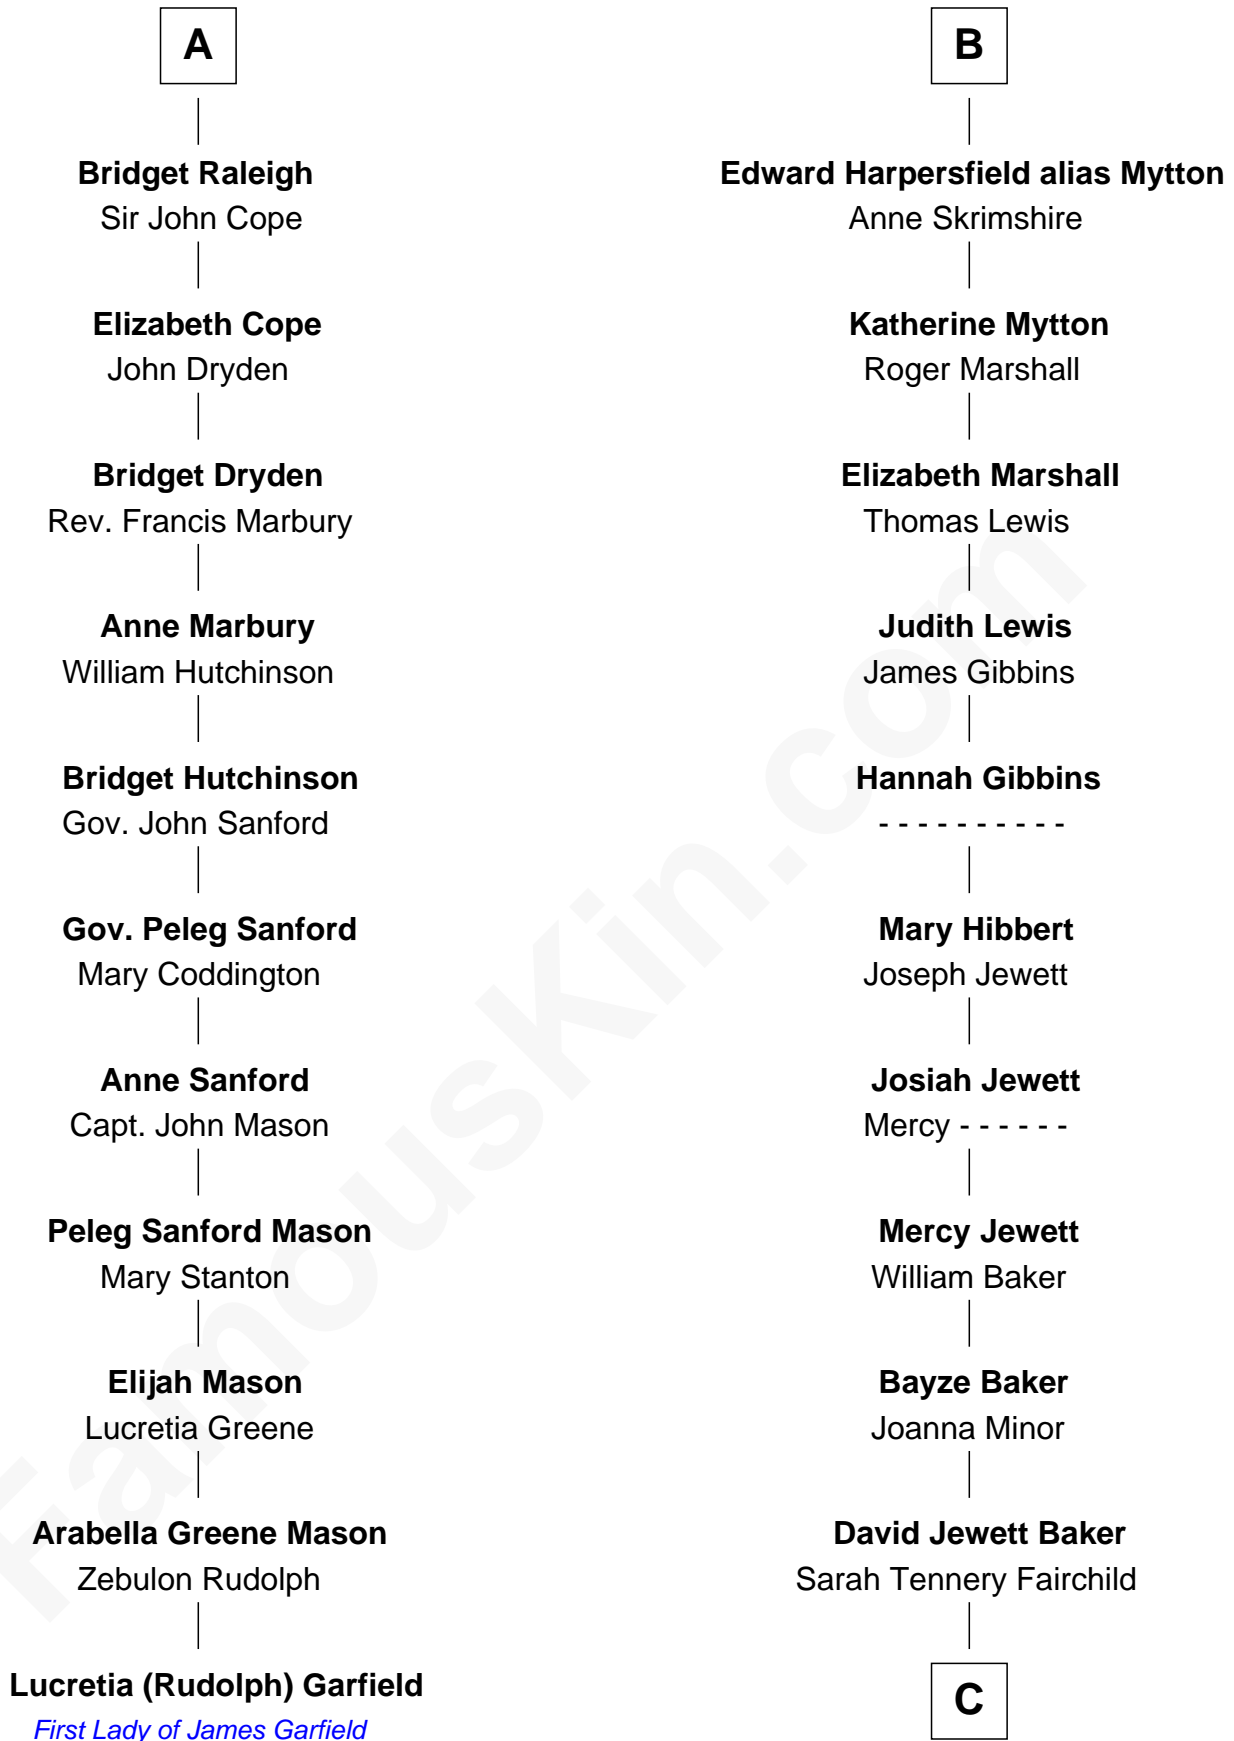 A
Bridget Raleigh
Sir John Cope
Elizabeth Cope
John Dryden
Bridget Dryden
Rev. Francis Marbury
Anne Marbury
William Hutchinson
Bridget Hutchinson
Gov. John Sanford
Gov. Peleg Sanford
Mary Coddington
Anne Sanford
Capt. John Mason
Peleg Sanford Mason
Mary Stanton
Elijah Mason
Lucretia Greene
Arabella Greene Mason
Zebulon Rudolph
Lucretia (Rudolph) Garfield
First Lady of James Garfield
B
Edward Harpersfield alias Mytton
Anne Skrimshire
Katherine Mytton
Roger Marshall
Elizabeth Marshall
Thomas Lewis
Judith Lewis
James Gibbins
Hannah Gibbins
- - - - - - - - - -
Mary Hibbert
Joseph Jewett
Josiah Jewett
Mercy - - - - - -
Mercy Jewett
William Baker
Bayze Baker
Joanna Minor
David Jewett Baker
Sarah Tennery Fairchild
C
FamousKin.com